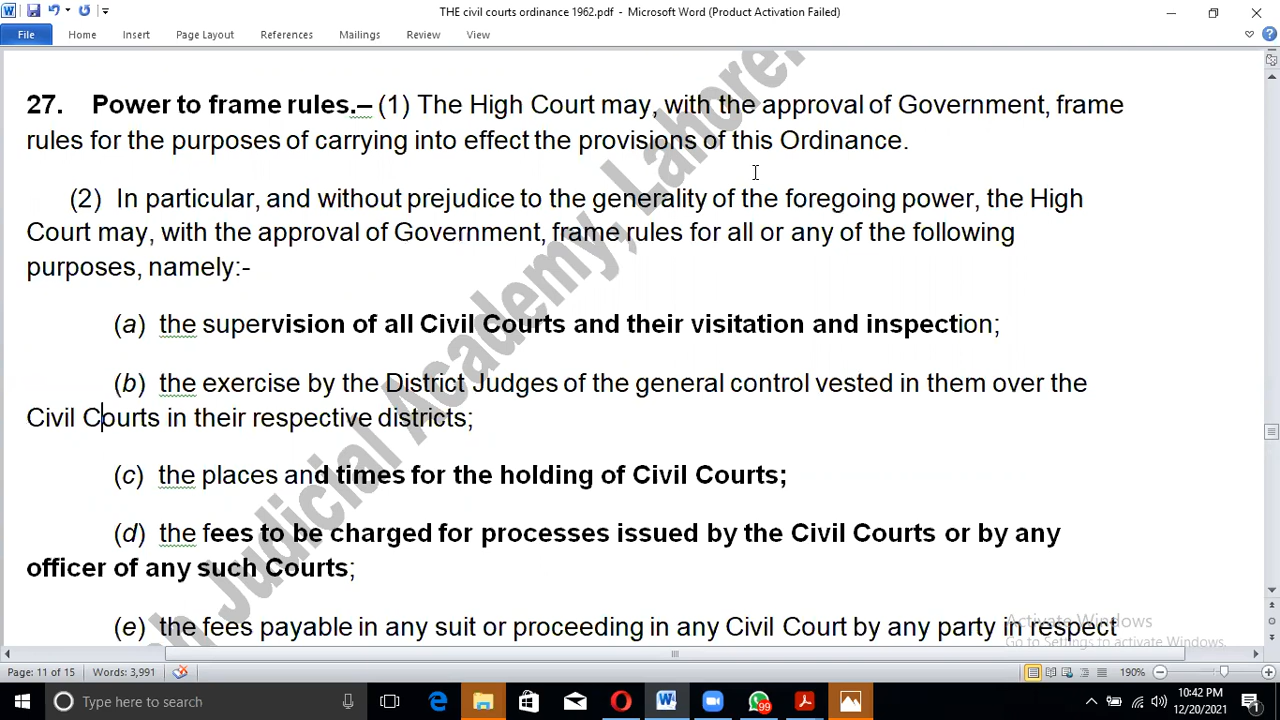 THE civil courts ordinance 1962.pdf - Microsoft Word (Product Activation Failed)
File Home Insert Page Layout References Mailings Review View
27. Power to frame rules.– (1) The High Court may, with the approval of Government, frame
rules for the purposes of carrying into effect the provisions of this Ordinance.
(2) In particular, and without prejudice to the generality of the foregoing power, the High
Court may, with the approval of Government, frame rules for all or any of the following
purposes, namely:-
(a) the supervision of all Civil Courts and their visitation and inspection;
(b) the exercise by the District Judges of the general control vested in them over the
Civil Courts in their respective districts;
(c) the places and times for the holding of Civil Courts;
(d) the fees to be charged for processes issued by the Civil Courts or by any
officer of any such Courts;
(e) the fees payable in any suit or proceeding in any Civil Court by any party in respect
Judicial Academy, Lahore
Activate Windows
Go to Settings to activate Windows.
Page: 11 of 15 Words: 3,991 190%
Type here to search
99
10:42 PM
12/20/2021
1